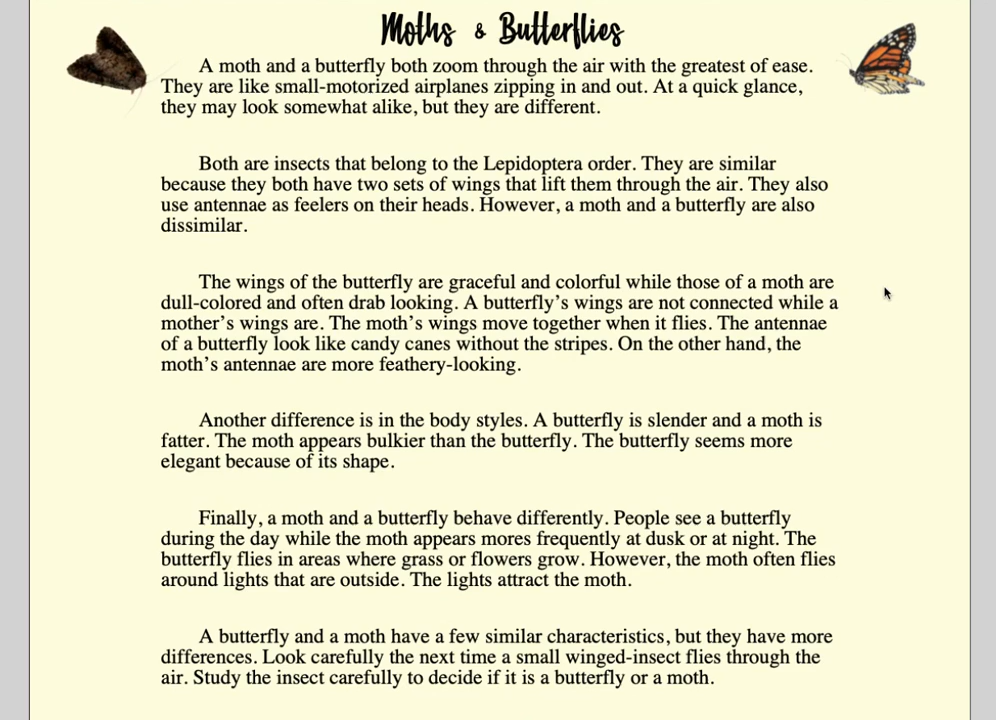 Moths & Butterflies
A moth and a butterfly both zoom through the air with the greatest of ease.
They are like small-motorized airplanes zipping in and out. At a quick glance,
they may look somewhat alike, but they are different.
Both are insects that belong to the Lepidoptera order. They are similar
because they both have two sets of wings that lift them through the air. They also
use antennae as feelers on their heads. However, a moth and a butterfly are also
dissimilar.
The wings of the butterfly are graceful and colorful while those of a moth are
dull-colored and often drab looking. A butterfly’s wings are not connected while a
mother’s wings are. The moth’s wings move together when it flies. The antennae
of a butterfly look like candy canes without the stripes. On the other hand, the
moth’s antennae are more feathery-looking.
Another difference is in the body styles. A butterfly is slender and a moth is
fatter. The moth appears bulkier than the butterfly. The butterfly seems more
elegant because of its shape.
Finally, a moth and a butterfly behave differently. People see a butterfly
during the day while the moth appears mores frequently at dusk or at night. The
butterfly flies in areas where grass or flowers grow. However, the moth often flies
around lights that are outside. The lights attract the moth.
A butterfly and a moth have a few similar characteristics, but they have more
differences. Look carefully the next time a small winged-insect flies through the
air. Study the insect carefully to decide if it is a butterfly or a moth.